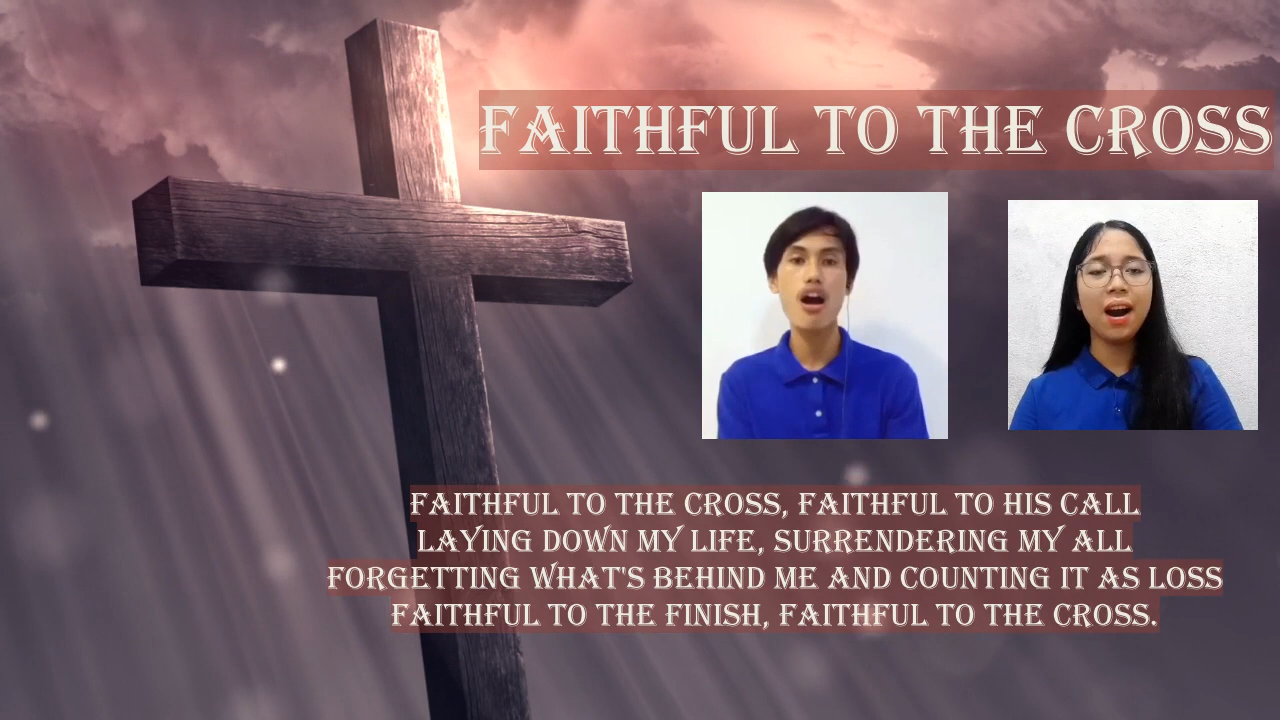 FAITHFUL TO THE CROSS
FAITHFUL TO THE CROSS, FAITHFUL TO HIS CALL
LAYING DOWN MY LIFE, SURRENDERING MY ALL
FORGETTING WHAT'S BEHIND ME AND COUNTING IT AS LOSS
FAITHFUL TO THE FINISH, FAITHFUL TO THE CROSS.